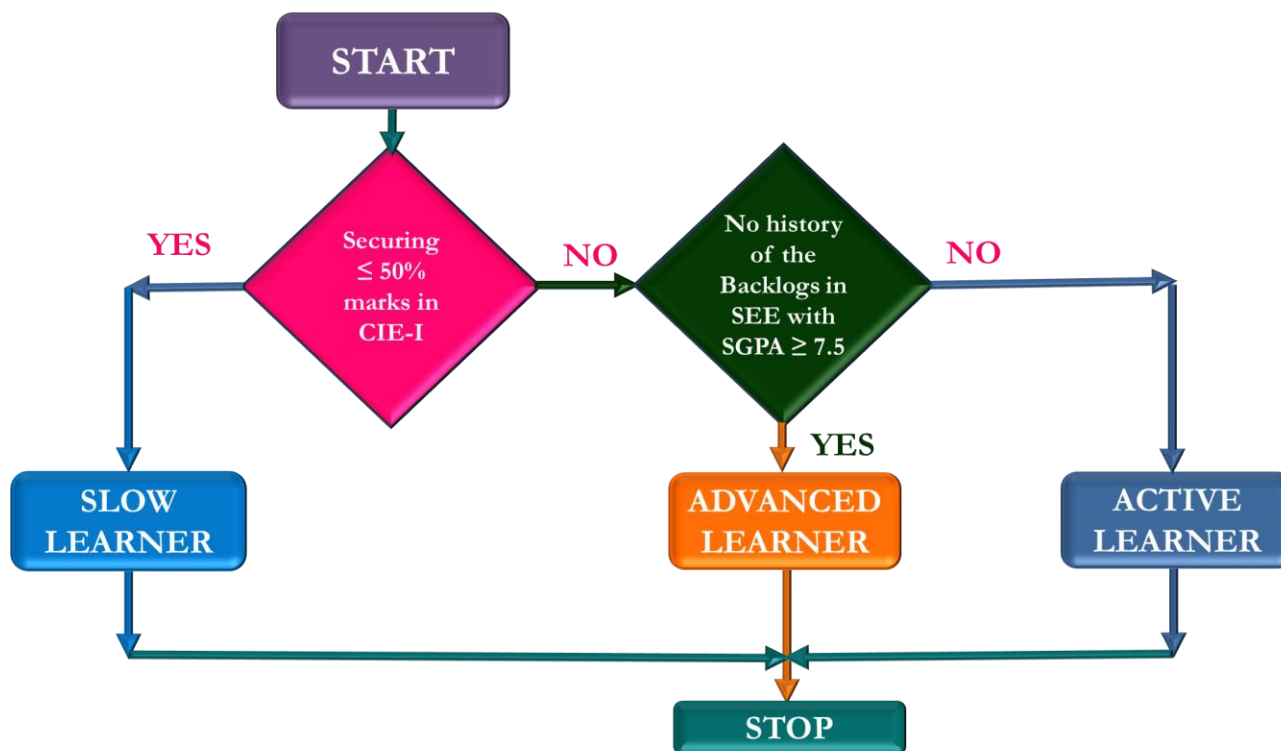 START
YES
Securing
≤ 50%
marks in
CIE-I
NO
No history
of the
Backlogs in
SEE with
SGPA ≥ 7.5
NO
YES
SLOW
LEARNER
ADVANCED
LEARNER
ACTIVE
LEARNER
STOP